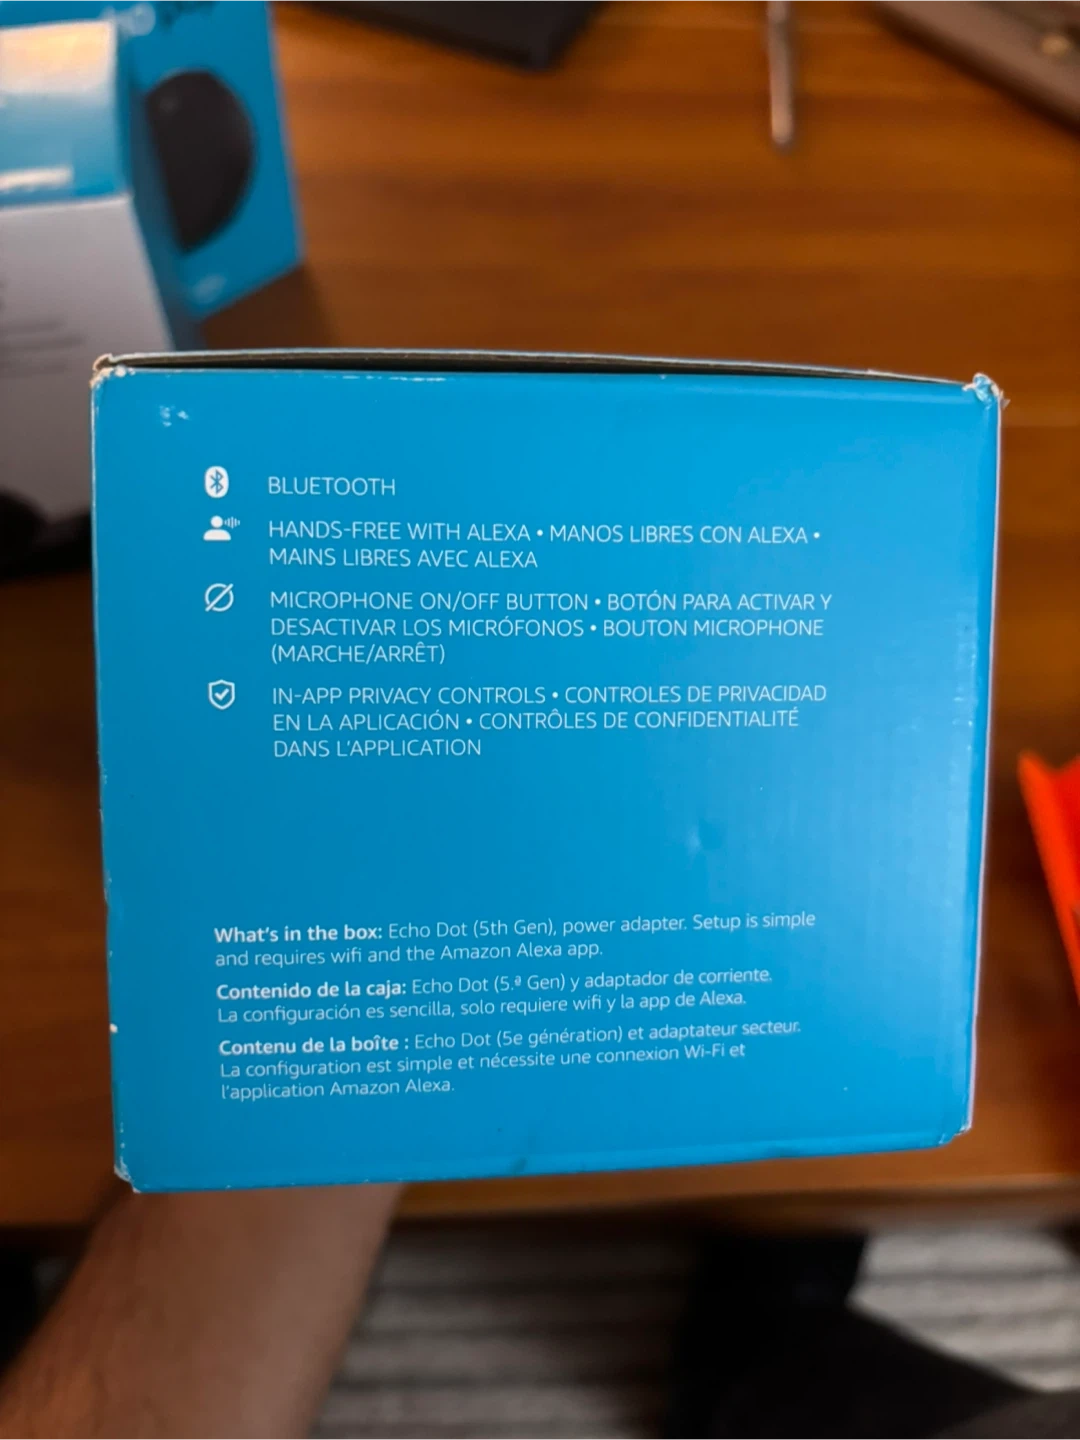 BLUETOOTH
HANDS-FREE WITH ALEXA • MANOS LIBRES CON ALEXA •
MAINS LIBRES AVEC ALEXA
MICROPHONE ON/OFF BUTTON • BOTÓN PARA ACTIVAR Y
DESACTIVAR LOS MICRÓFONOS • BOUTON MICROPHONE
(MARCHE/ARRÊT)
IN-APP PRIVACY CONTROLS • CONTROLES DE PRIVACIDAD
EN LA APLICACIÓN • CONTRÔLES DE CONFIDENTIALITÉ
DANS L'APPLICATION
What's in the box: Echo Dot (5th Gen), power adapter. Setup is simple
and requires wifi and the Amazon Alexa app.
Contenido de la caja: Echo Dot (5.ª Gen) y adaptador de corriente.
La configuración es sencilla, solo requiere wifi y la app de Alexa.
Contenu de la boîte : Echo Dot (5e génération) et adaptateur secteur.
La configuration est simple et nécessite une connexion Wi-Fi et
l'application Amazon Alexa.